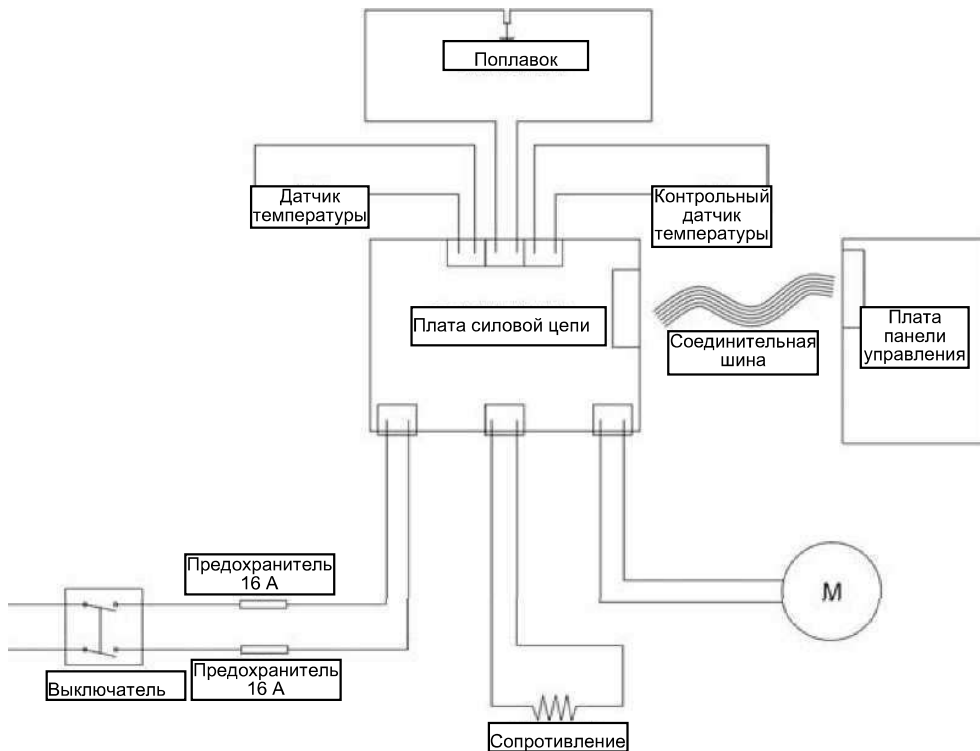 Поплавок
Датчик
температуры
Контрольный
датчик
температуры
Плата силовой цепи
Соединительная
шина
Плата
панели
управления
Предохранитель
16 А
M
Выключатель
Предохранитель
16 А
Сопротивление